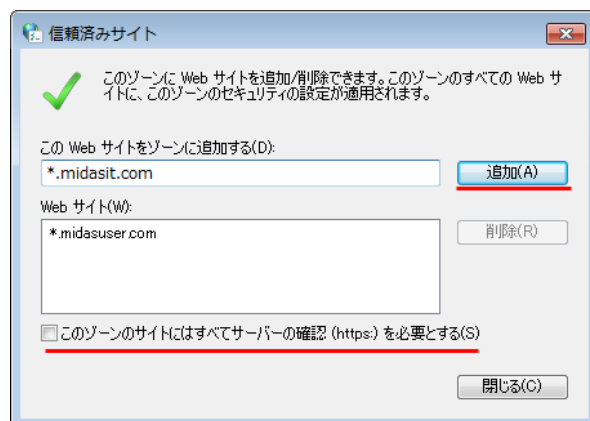 信頼済みサイト
このゾーンに Web サイトを追加/削除できます。このゾーンのすべての Web サ
イトに、このゾーンのセキュリティの設定が適用されます。
この Web サイトをゾーンに追加する(D):
*.midasit.com
追加(A)
Web サイト(W):
*.midasuser.com
削除(R)
このゾーンのサイトにはすべてサーバーの確認 (https:) を必要とする(S)
閉じる(C)